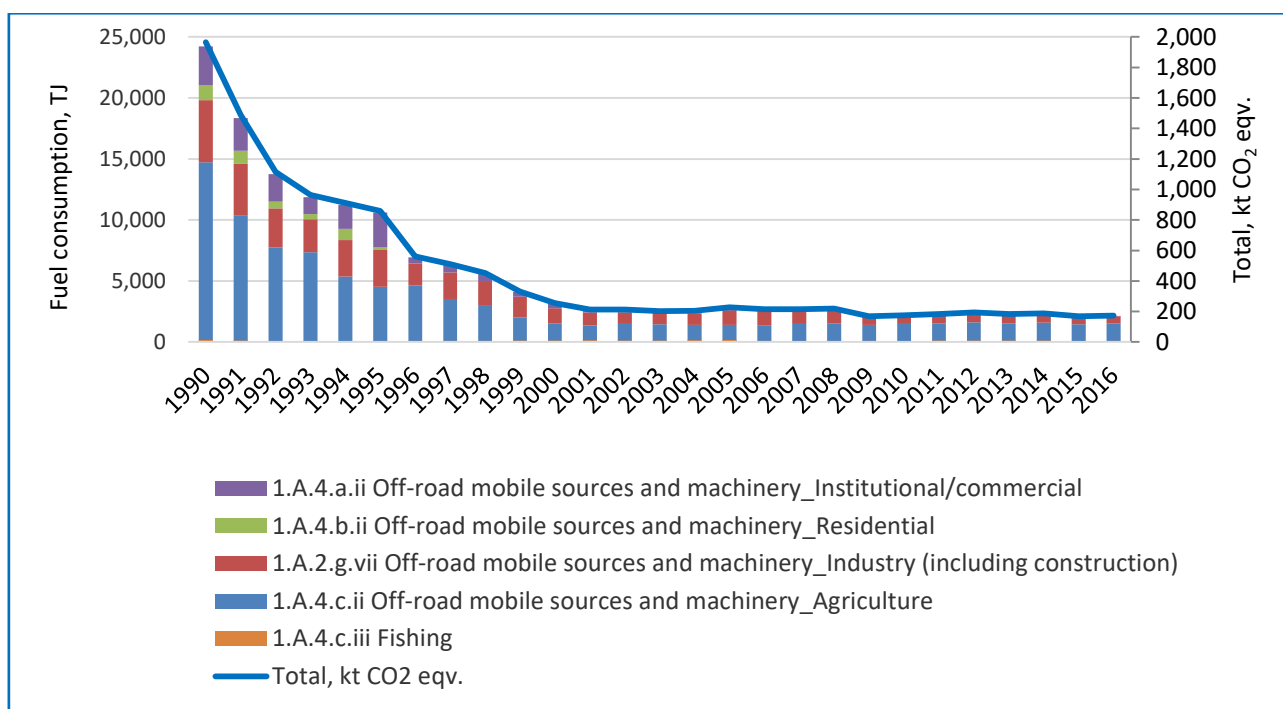 25,000
20,000
15,000
10,000
5,000
0
Fuel consumption, TJ
2,000
1,800
1,600
1,400
1,200
1,000
800
600
400
200
0
Total, kt CO2 eqv.
1990 1991 1992 1993 1994 1995 1996 1997 1998 1999 2000 2001 2002 2003 2004 2005 2006 2007 2008 2009 2010 2011 2012 2013 2014 2015 2016
1.A.4.a.ii Off-road mobile sources and machinery_Institutional/commercial
1.A.4.b.ii Off-road mobile sources and machinery_Residential
1.A.2.g.vii Off-road mobile sources and machinery_Industry (including construction)
1.A.4.c.ii Off-road mobile sources and machinery_Agriculture
1.A.4.c.iii Fishing
Total, kt CO2 eqv.